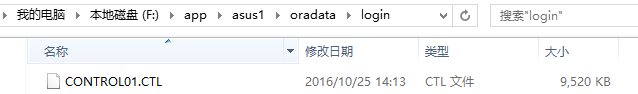 我的电脑 › 本地磁盘 (F:) › app › asus1 › oradata › login 搜索"login"
名称 修改日期 类型 大小
CONTROL01.CTL 2016/10/25 14:13 CTL 文件 9,520 KB